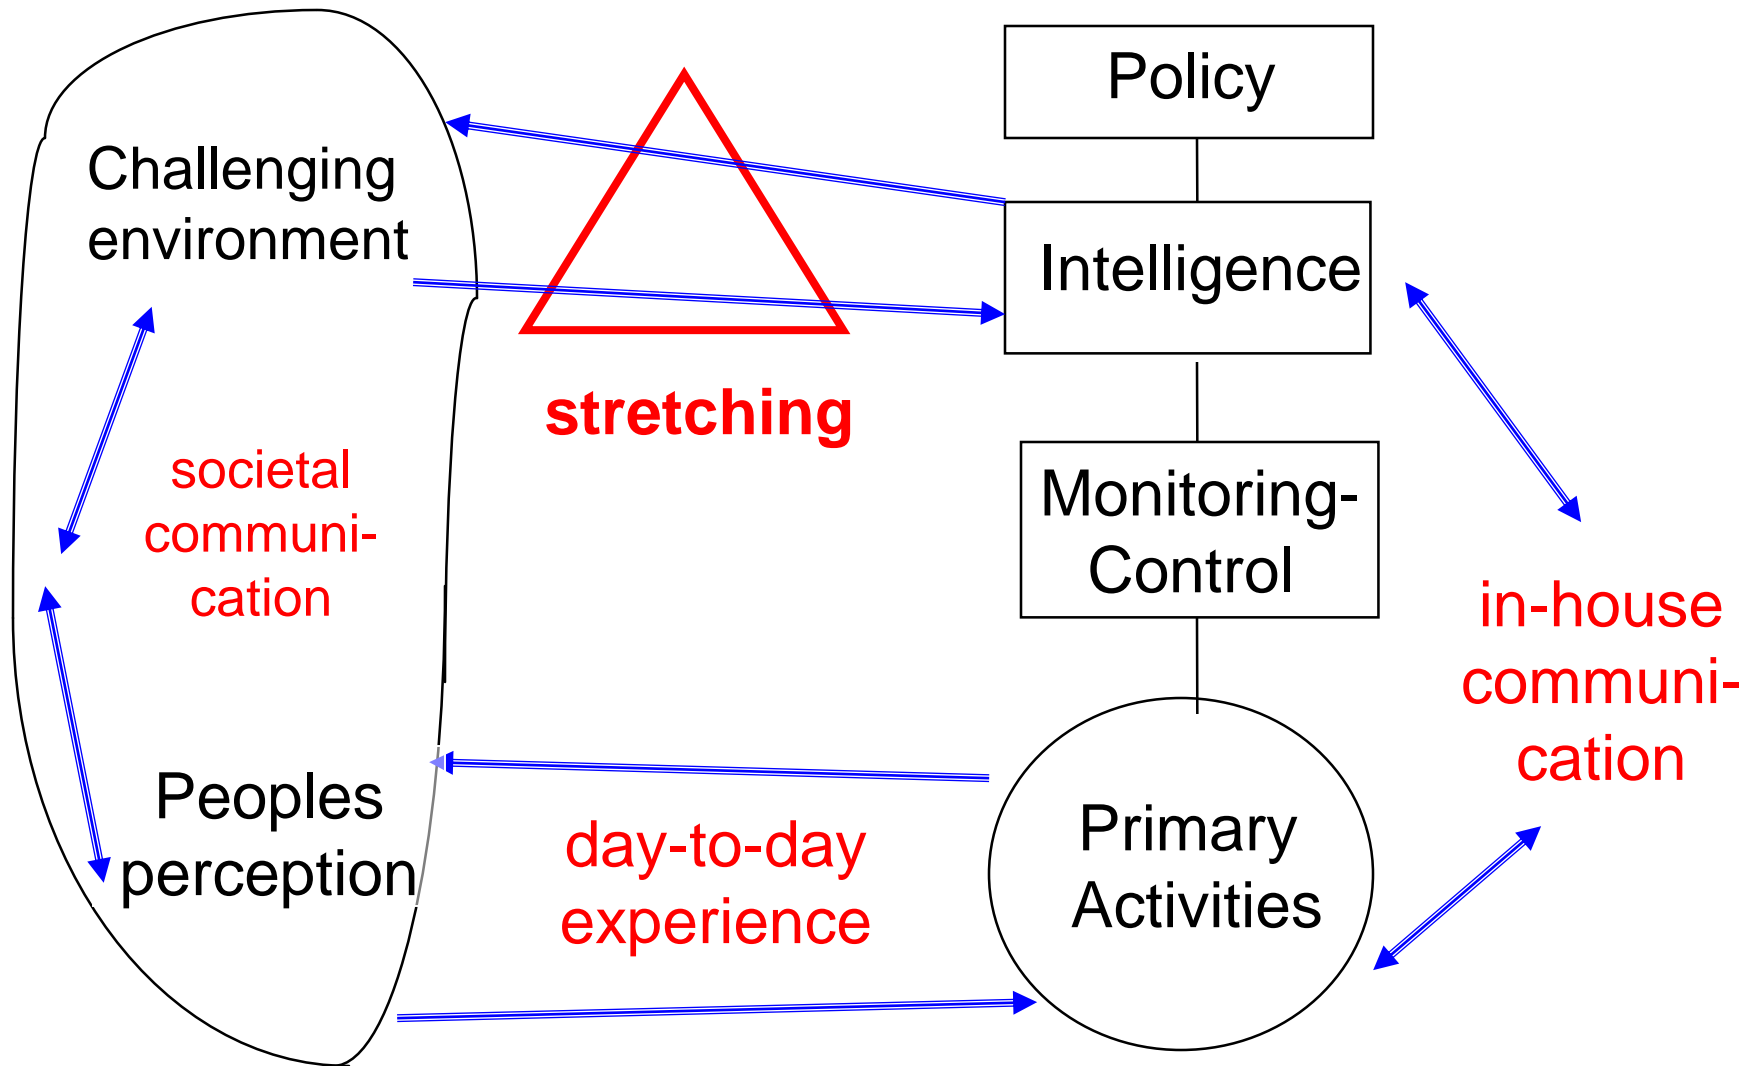 Policy
Challenging
environment
Intelligence
stretching
societal
communi-
cation
Monitoring-
Control
in-house
communi-
cation
Peoples
perception
day-to-day
experience
Primary
Activities